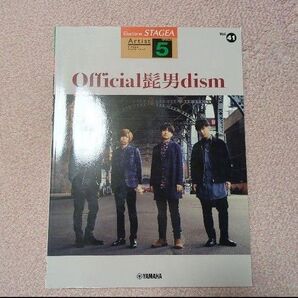 Electone STAGEA
Artist
5
Vol. 41
Official髭男dism
YAMAHA